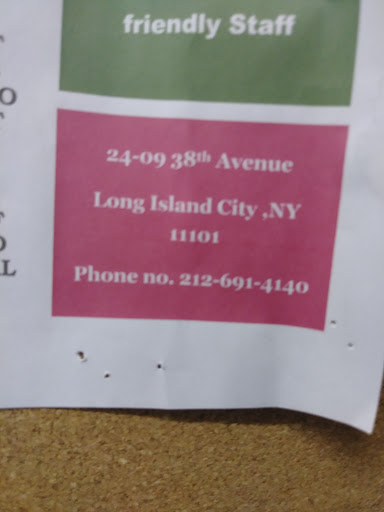 friendly Staff
24-09 38th Avenue
Long Island City ,NY
11101
Phone no. 212-691-4140